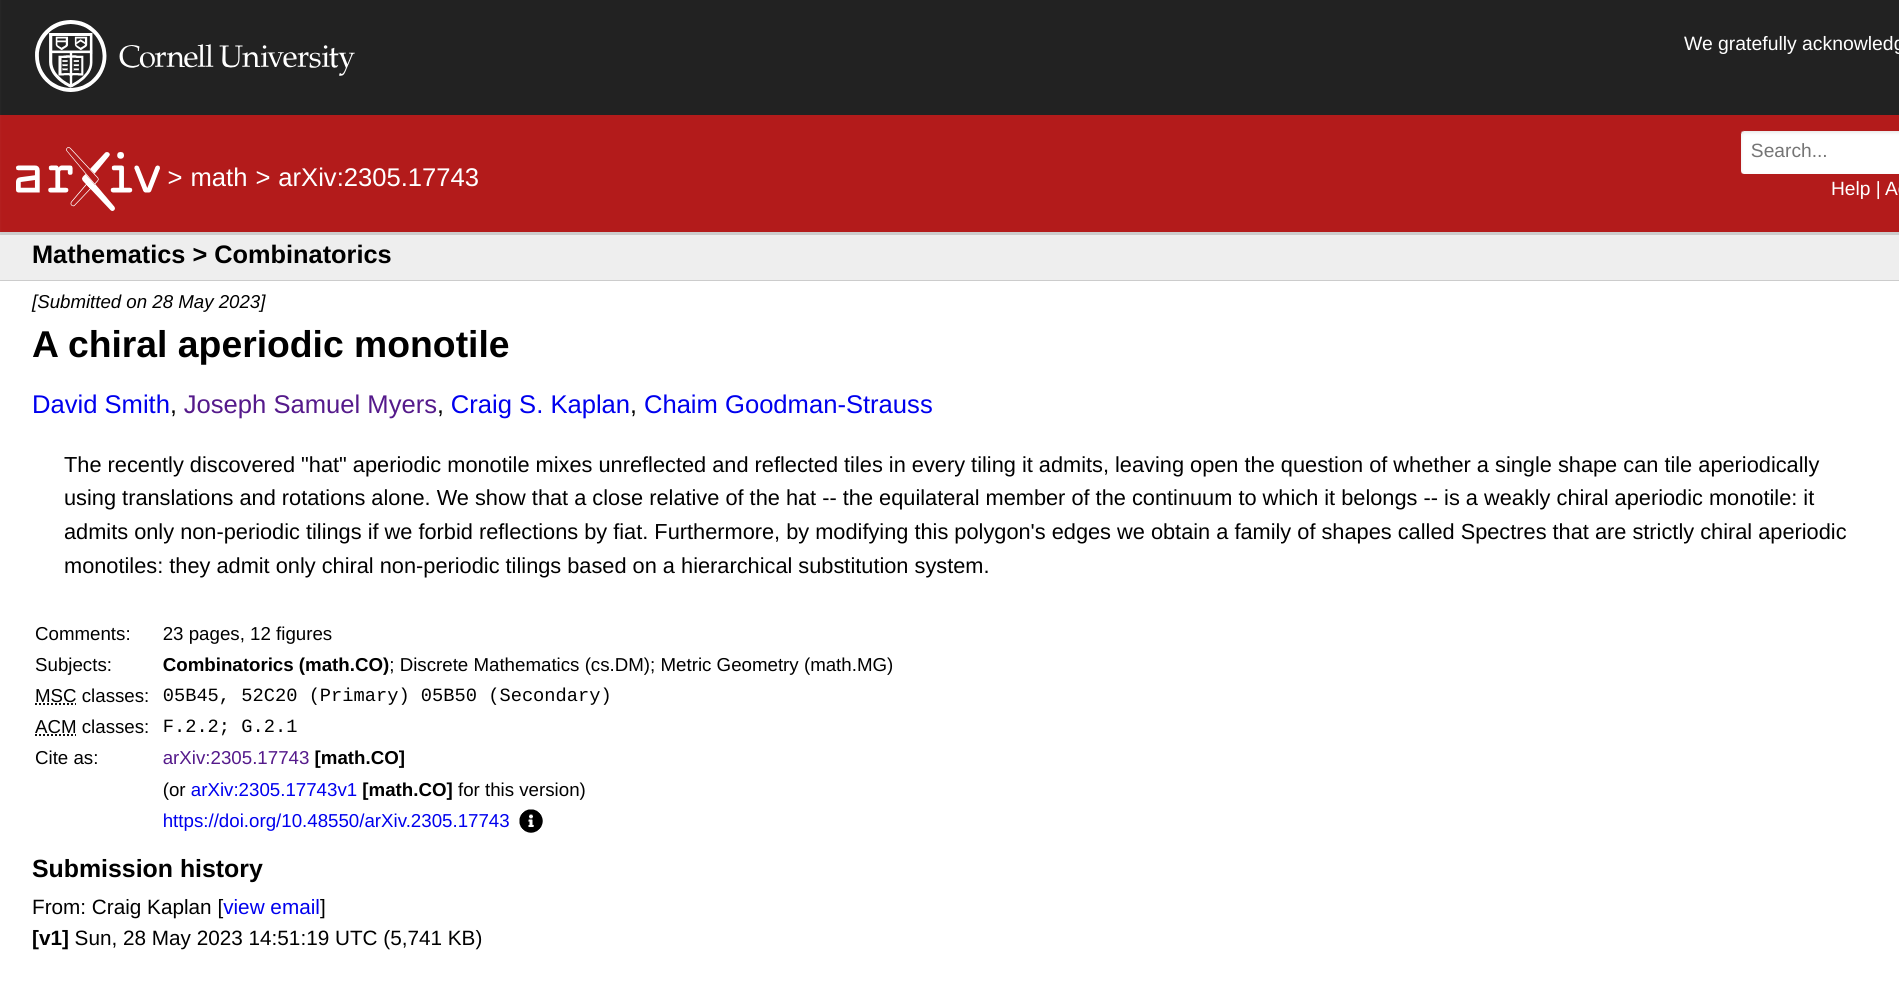 Cornell University
We gratefully acknowledg
arXiv > math > arXiv:2305.17743
Search...
Help | A
Mathematics > Combinatorics
[Submitted on 28 May 2023]
A chiral aperiodic monotile
David Smith, Joseph Samuel Myers, Craig S. Kaplan, Chaim Goodman-Strauss
The recently discovered "hat" aperiodic monotile mixes unreflected and reflected tiles in every tiling it admits, leaving open the question of whether a single shape can tile aperiodically
using translations and rotations alone. We show that a close relative of the hat -- the equilateral member of the continuum to which it belongs -- is a weakly chiral aperiodic monotile: it
admits only non-periodic tilings if we forbid reflections by fiat. Furthermore, by modifying this polygon's edges we obtain a family of shapes called Spectres that are strictly chiral aperiodic
monotiles: they admit only chiral non-periodic tilings based on a hierarchical substitution system.
Comments: 23 pages, 12 figures
Subjects: Combinatorics (math.CO); Discrete Mathematics (cs.DM); Metric Geometry (math.MG)
MSC classes: 05B45, 52C20 (Primary) 05B50 (Secondary)
ACM classes: F.2.2; G.2.1
Cite as: arXiv:2305.17743 [math.CO]
(or arXiv:2305.17743v1 [math.CO] for this version)
https://doi.org/10.48550/arXiv.2305.17743
Submission history
From: Craig Kaplan [view email]
[v1] Sun, 28 May 2023 14:51:19 UTC (5,741 KB)